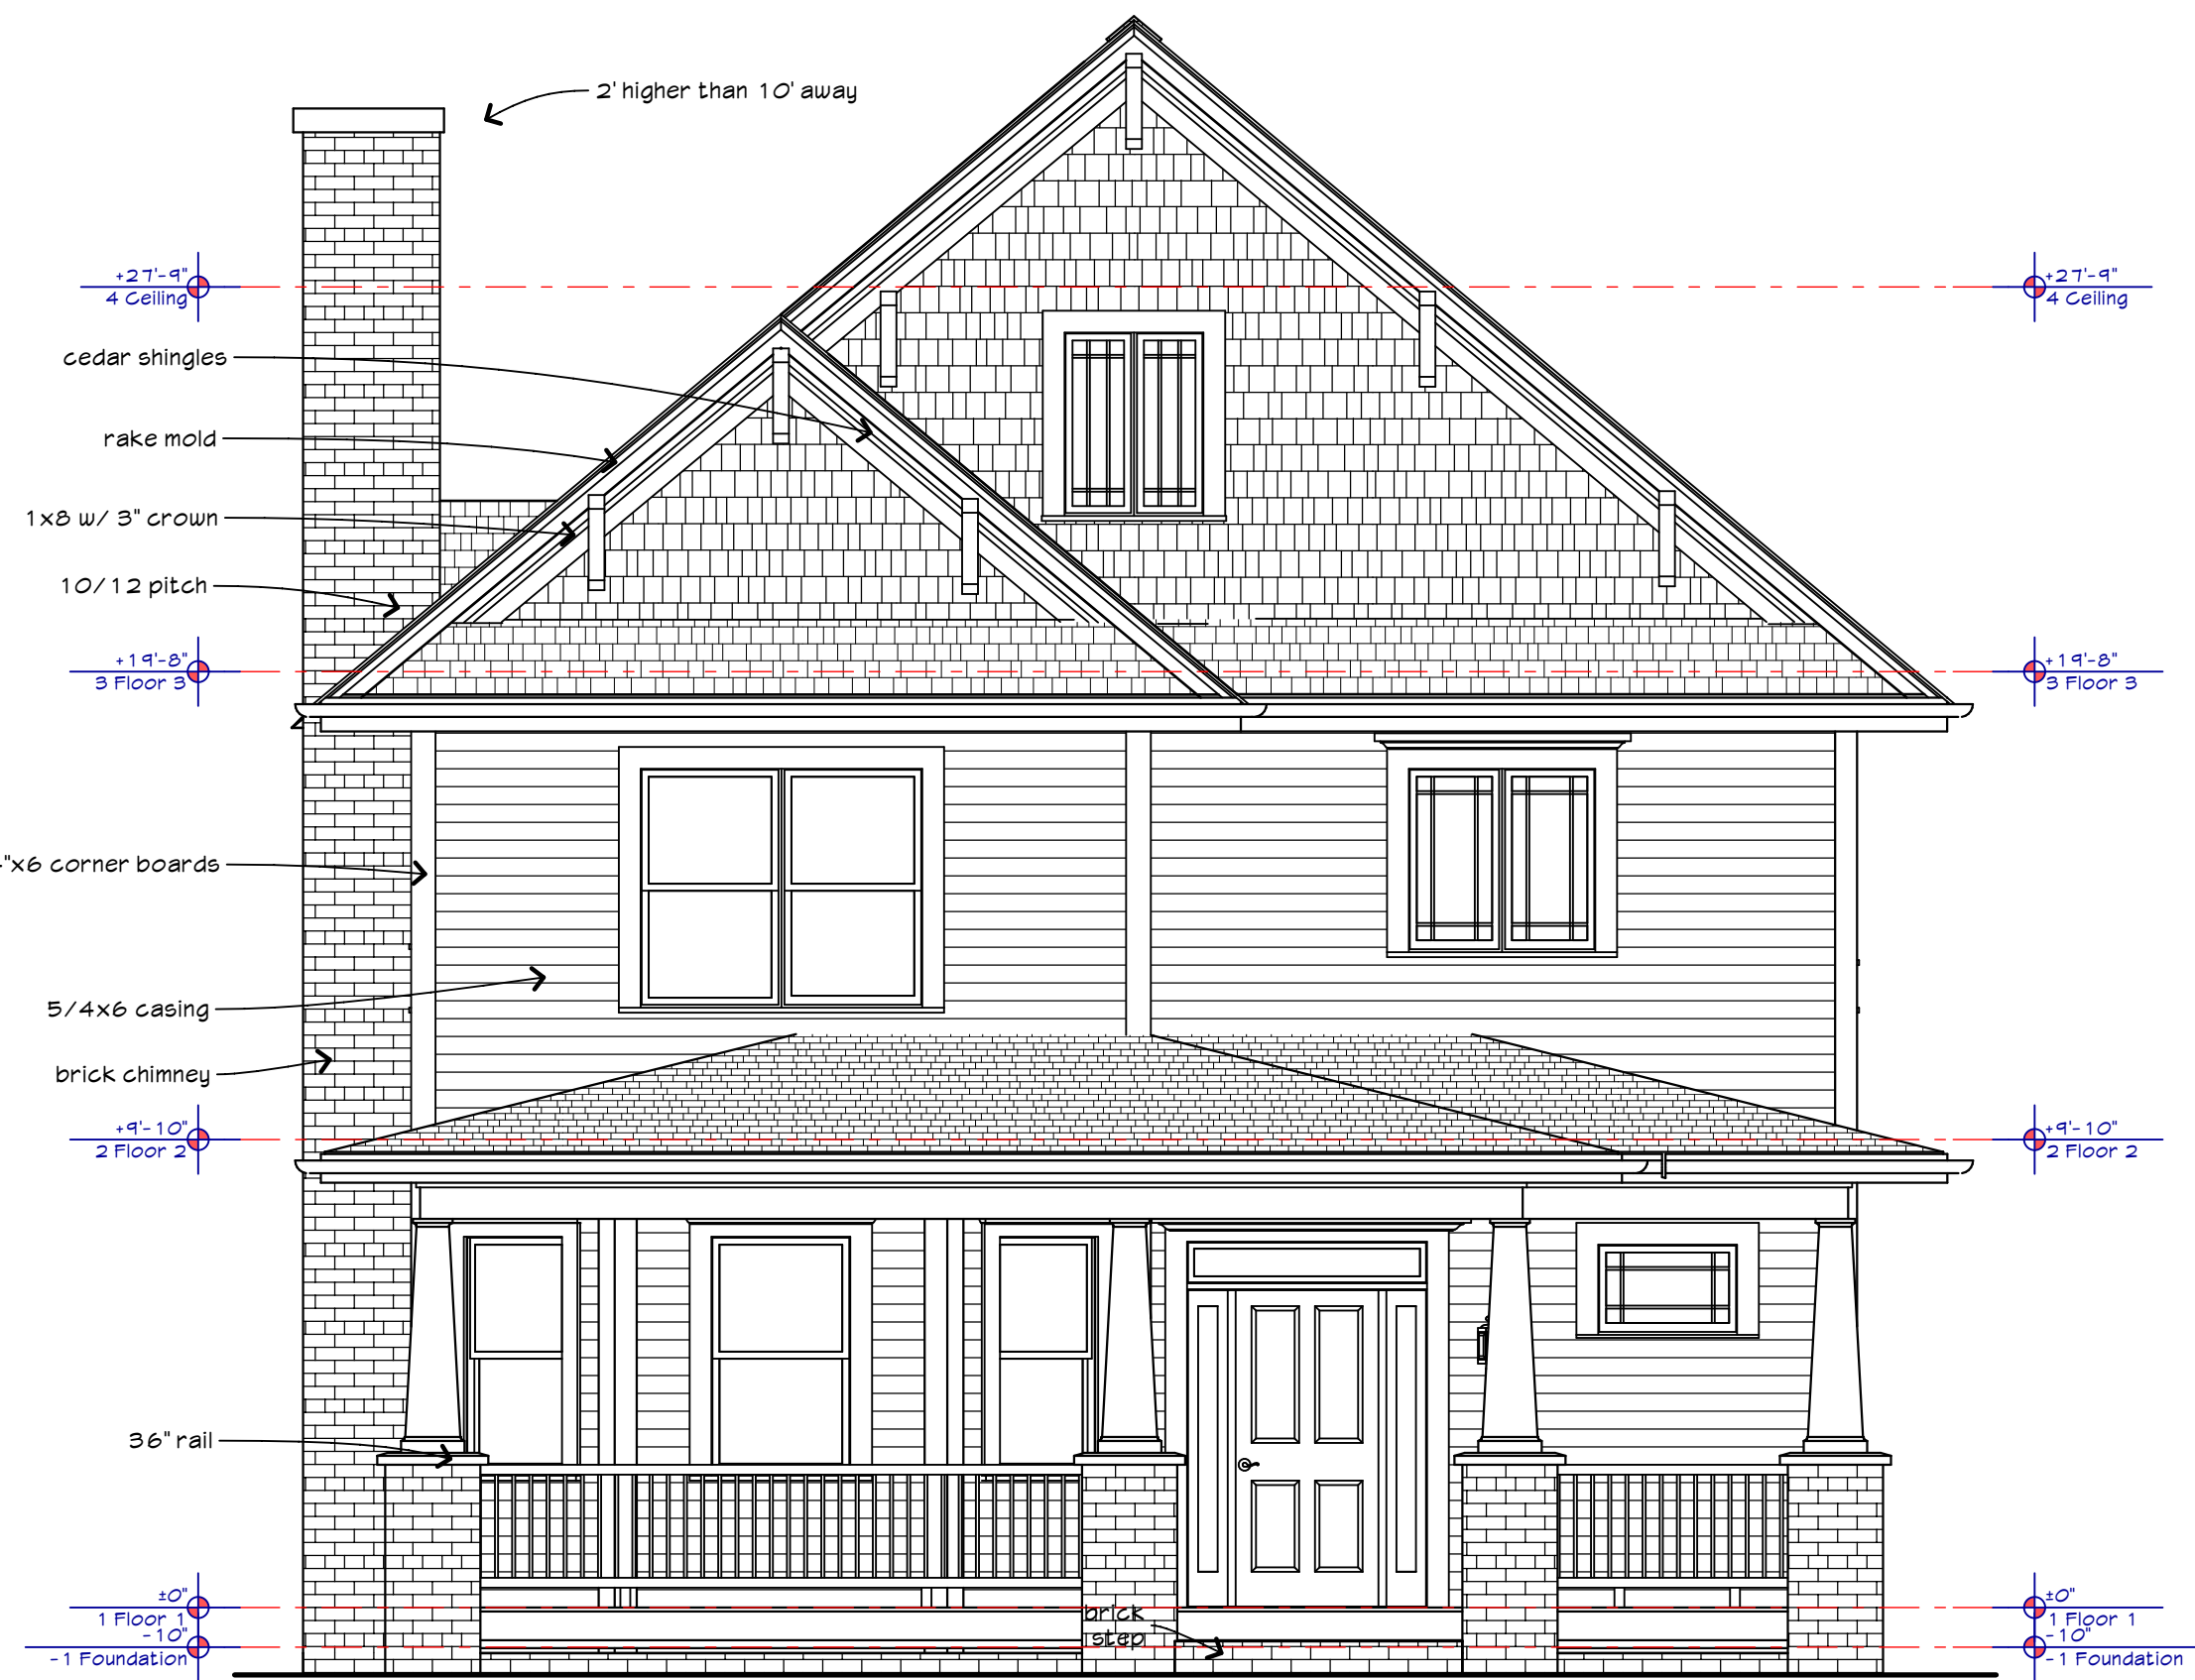 2' higher than 10' away
+27'-9"
4 Ceiling
+27'-9"
4 Ceiling
cedar shingles
rake mold
1x8 w/ 3" crown
10/12 pitch
+19'-8"
3 Floor 3
+19'-8"
3 Floor 3
"x6 corner boards
5/4x6 casing
brick chimney
+9'-10"
2 Floor 2
+9'-10"
2 Floor 2
36" rail
±0"
1 Floor 1
±0"
1 Floor 1
brick
step
-10"
-1 Foundation
-10"
-1 Foundation